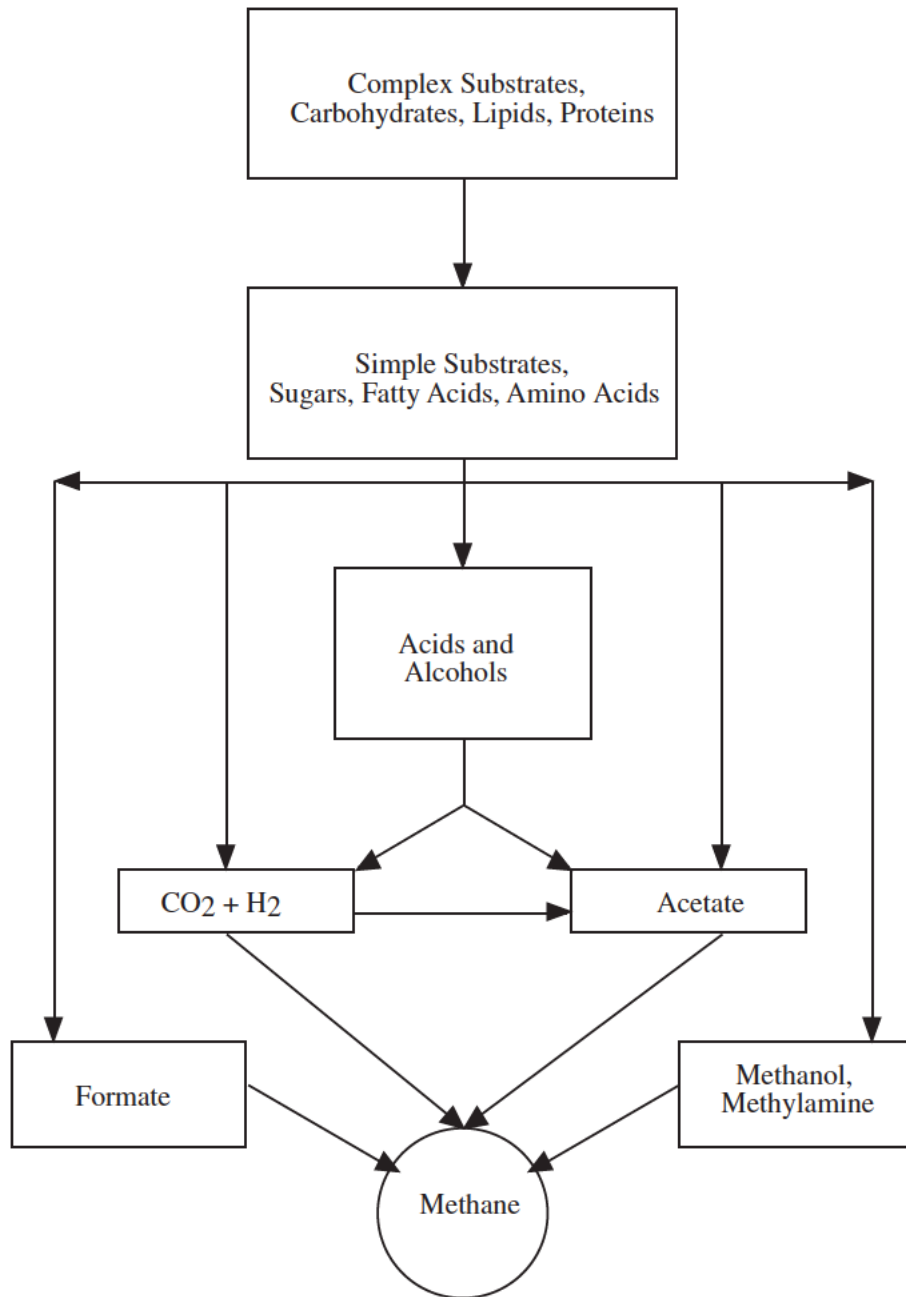 Complex Substrates,
Carbohydrates, Lipids, Proteins
Simple Substrates,
Sugars, Fatty Acids, Amino Acids
Acids and
Alcohols
CO2 + H2
Acetate
Formate
Methanol,
Methylamine
Methane